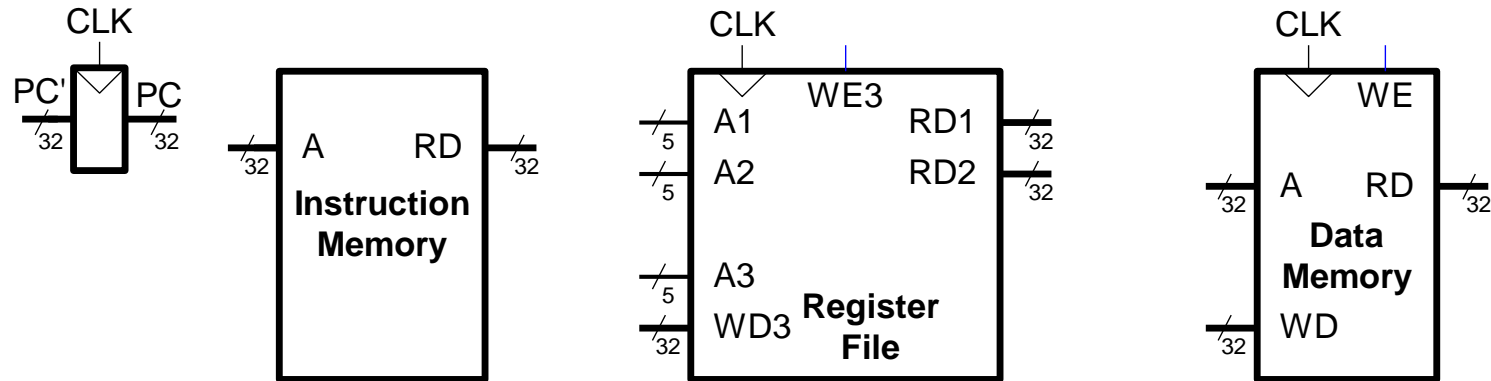 CLK
PC'
PC
32
32
A
RD
32
32
Instruction
Memory
CLK
WE3
A1
RD1
5
32
A2
RD2
5
32
A3
5
WD3
32
Register
File
CLK
WE
A
RD
32
32
Data
Memory
WD
32